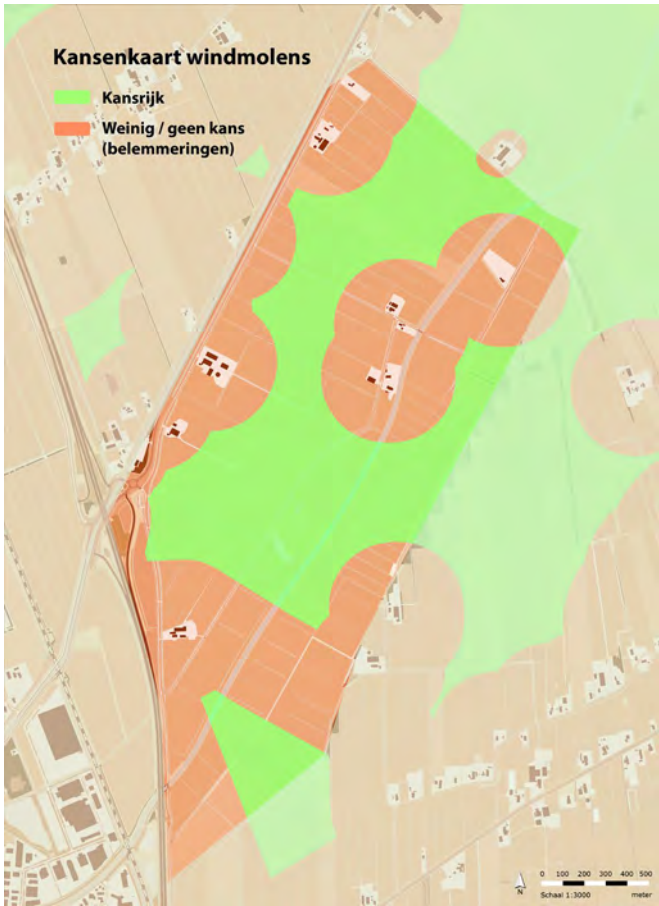 Kansenkaart windmolens
Kansrijk
Weinig / geen kans
(belemmeringen)
0 100 200 300 400 500
N
Schaal 1:3000 meter